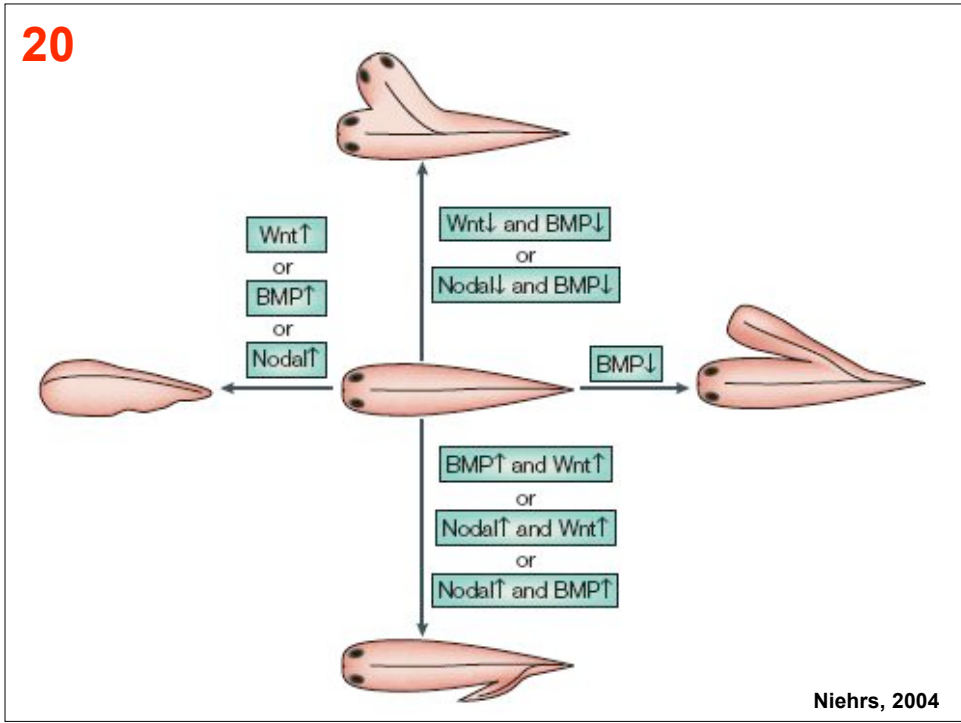 20
Wnt↑
or
BMP↑
or
Nodal↑
Wnt↓ and BMP↓
or
Nodal↓ and BMP↓
BMP↓
BMP↑ and Wnt↑
or
Nodal↑ and Wnt↑
or
Nodal↑ and BMP↑
Niehrs, 2004